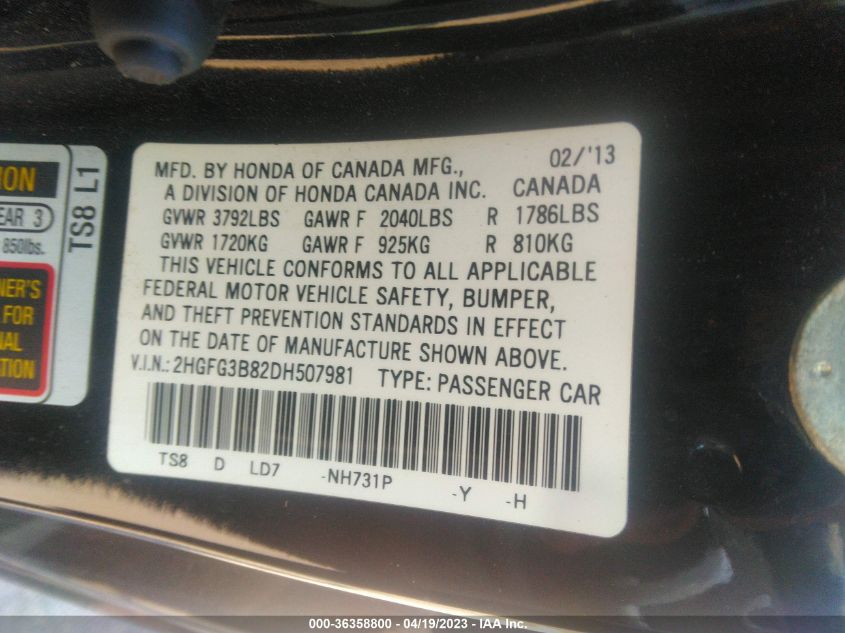 ION
EAR 3
850lbs.
NER'S
FOR
NAL
TION
TS8 L1
MFD. BY HONDA OF CANADA MFG., 02/'13
A DIVISION OF HONDA CANADA INC. CANADA
GVWR 3792LBS GAWR F 2040LBS R 1786LBS
GVWR 1720KG GAWR F 925KG R 810KG
THIS VEHICLE CONFORMS TO ALL APPLICABLE
FEDERAL MOTOR VEHICLE SAFETY, BUMPER,
AND THEFT PREVENTION STANDARDS IN EFFECT
ON THE DATE OF MANUFACTURE SHOWN ABOVE.
V.I.N.: 2HGFG3B82DH507981 TYPE: PASSENGER CAR
TS8 D LD7 -NH731P -Y -H
000-36358800 - 04/19/2023 - IAA Inc.